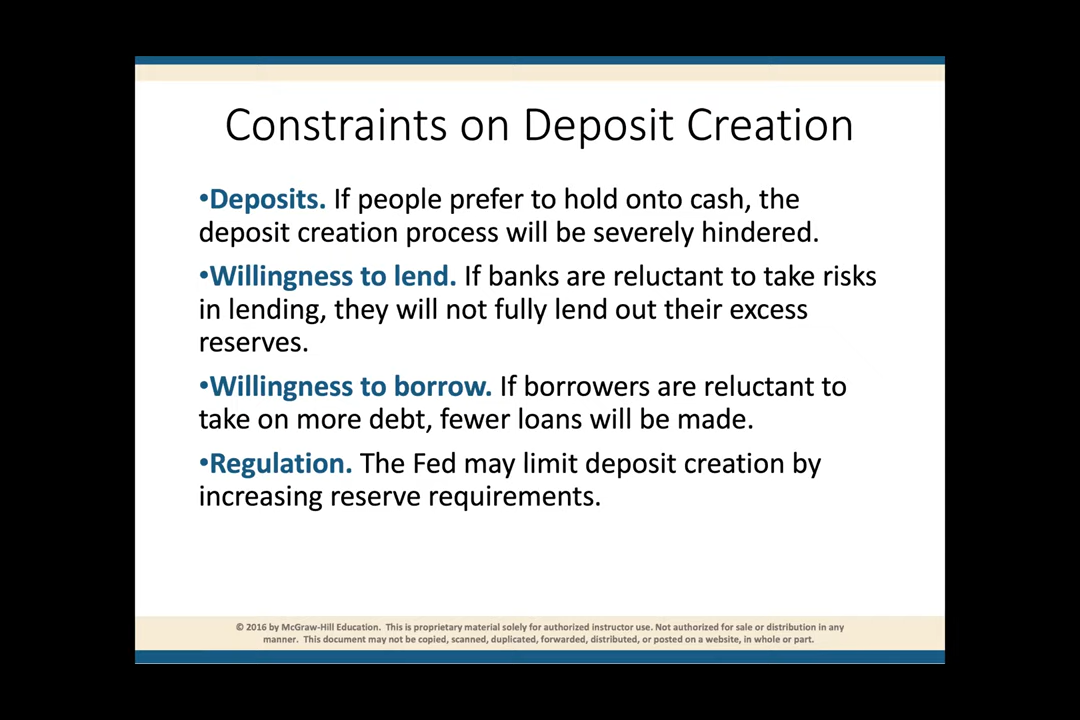 Constraints on Deposit Creation
•Deposits. If people prefer to hold onto cash, the
deposit creation process will be severely hindered.
•Willingness to lend. If banks are reluctant to take risks
in lending, they will not fully lend out their excess
reserves.
•Willingness to borrow. If borrowers are reluctant to
take on more debt, fewer loans will be made.
•Regulation. The Fed may limit deposit creation by
increasing reserve requirements.
© 2016 by McGraw-Hill Education. This is proprietary material solely for authorized instructor use. Not authorized for sale or distribution in any
manner. This document may not be copied, scanned, duplicated, forwarded, distributed, or posted on a website, in whole or part.